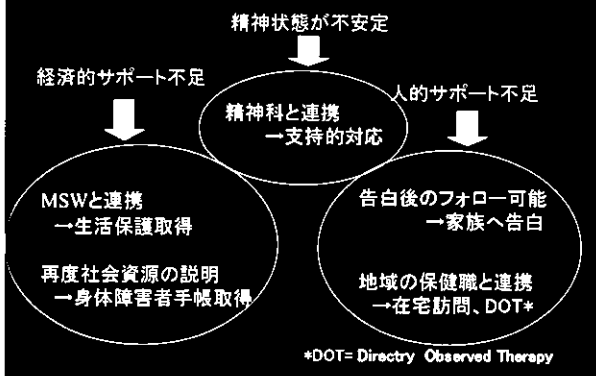 精神状態が不安定
経済的サポート不足
人的サポート不足
精神科と連携
→支持的対応
MSWと連携
→生活保護取得
再度社会資源の説明
→身体障害者手帳取得
告白後のフォロー可能
→家族へ告白
地域の保健職と連携
→在宅訪問、DOT*
*DOT= Directry Observed Therapy